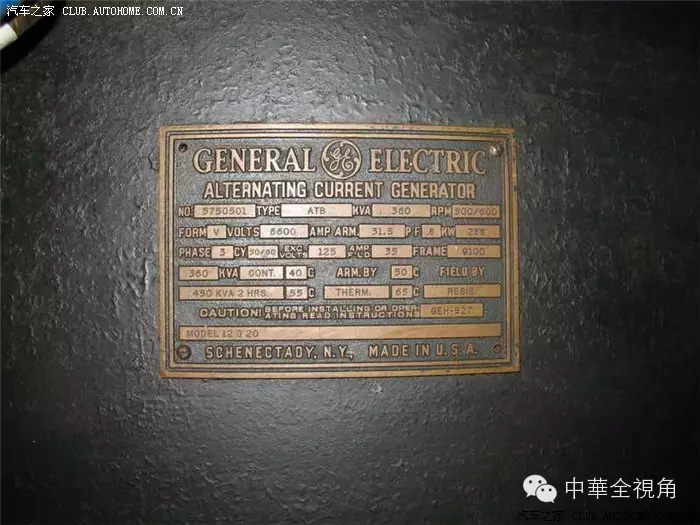 汽车之家 CLUB.AUTOHOME.COM.CN
GENERAL GE ELECTRIC
ALTERNATING CURRENT GENERATOR
NO. 5750501 TYPE ATB KVA 360 RPM 500/600
FORM V VOLTS 6600 AMP ARM. 31.5 P.F. .8 KW 288
PHASE 3 CY 50/60 EXC. VOLTS 125 AMP. FLD 35 FRAME 9100
360 KVA CONT. 40 C ARM. BY 50 C FIELD BY
450 KVA 2 HRS. 55 C THERM. 65 C RESIS.
CAUTION! BEFORE INSTALLING OR OPERATING READ INSTRUCTIONS GEH-527
MODEL 12 G 20
SCHENECTADY, N.Y., MADE IN U.S.A.
中華全視角
汽车之家 CLUB.AUTOHOME.COM.CN